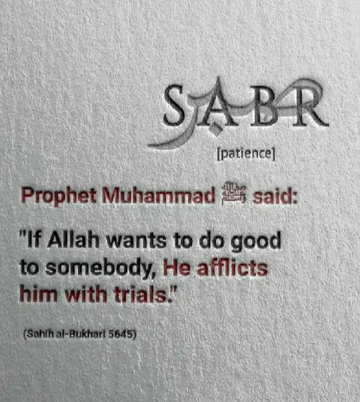 SABR
[patience]
Prophet Muhammad ﷺ said:
"If Allah wants to do good
to somebody, He afflicts
him with trials."
(Sahih al-Bukhari 5645)